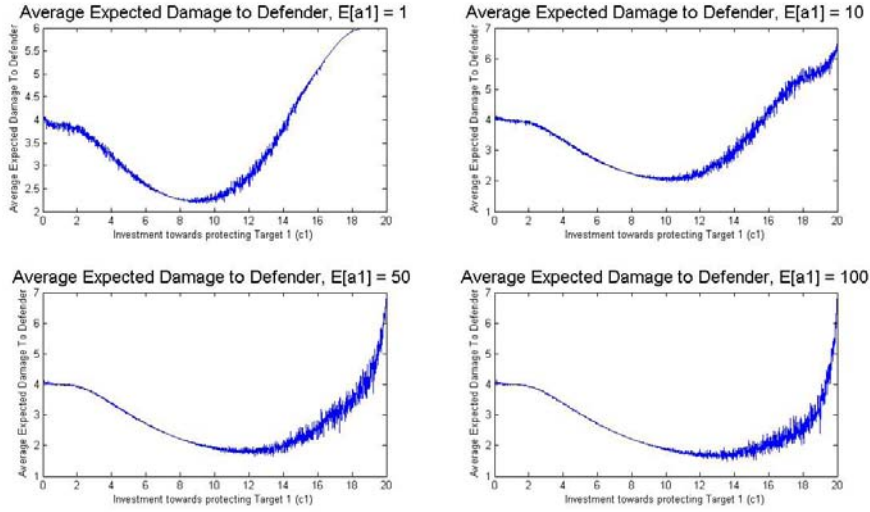 Average Expected Damage to Defender, E[a1] = 1
Average Expected Damage To Defender
6
5.5
5
4.5
4
3.5
3
2.5
2
0 2 4 6 8 10 12 14 16 18 20
Investment towards protecting Target 1 (c1)
Average Expected Damage to Defender, E[a1] = 10
Average Expected Damage To Defender
7
6
5
4
3
2
1
0 2 4 6 8 10 12 14 16 18 20
Investment towards protecting Target 1 (c1)
Average Expected Damage to Defender, E[a1] = 50
Average Expected Damage To Defender
7
6
5
4
3
2
1
0 2 4 6 8 10 12 14 16 18 20
Investment towards protecting Target 1 (c1)
Average Expected Damage to Defender, E[a1] = 100
Average Expected Damage To Defender
7
6
5
4
3
2
1
0 2 4 6 8 10 12 14 16 18 20
Investment towards protecting Target 1 (c1)